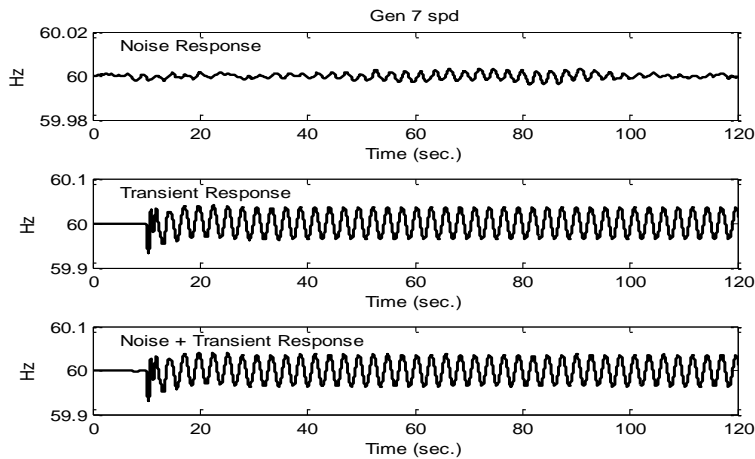 Gen 7 spd
60.02
Noise Response
Hz
60
59.98
0 20 40 60 80 100 120
Time (sec.)
60.1
Transient Response
Hz
60
59.9
0 20 40 60 80 100 120
Time (sec.)
60.1
Noise + Transient Response
Hz
60
59.9
0 20 40 60 80 100 120
Time (sec.)